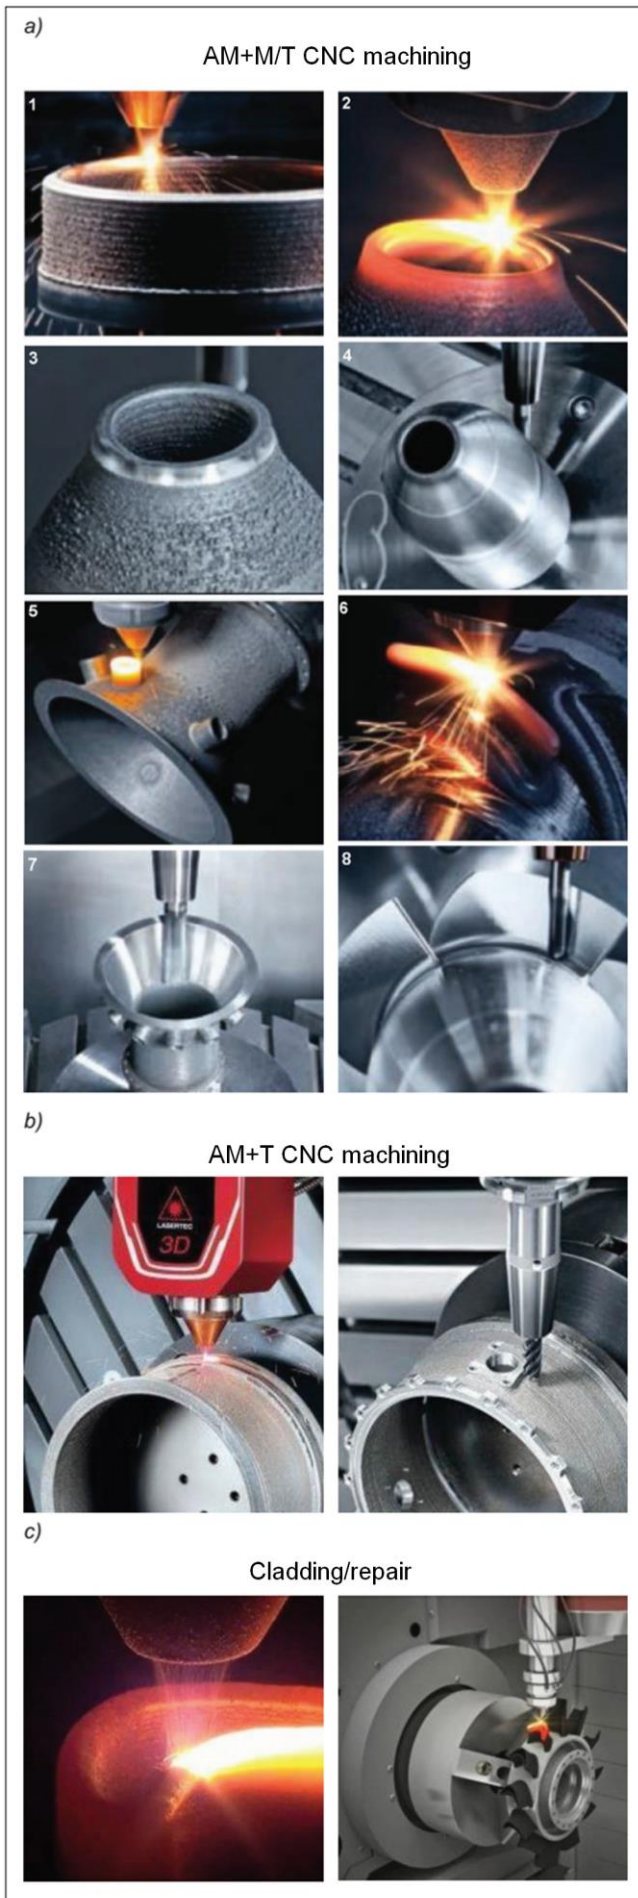 a)
AM+M/T CNC machining
1
2
3
4
5
6
7
8
b)
AM+T CNC machining
LASERTEC
3D
c)
Cladding/repair